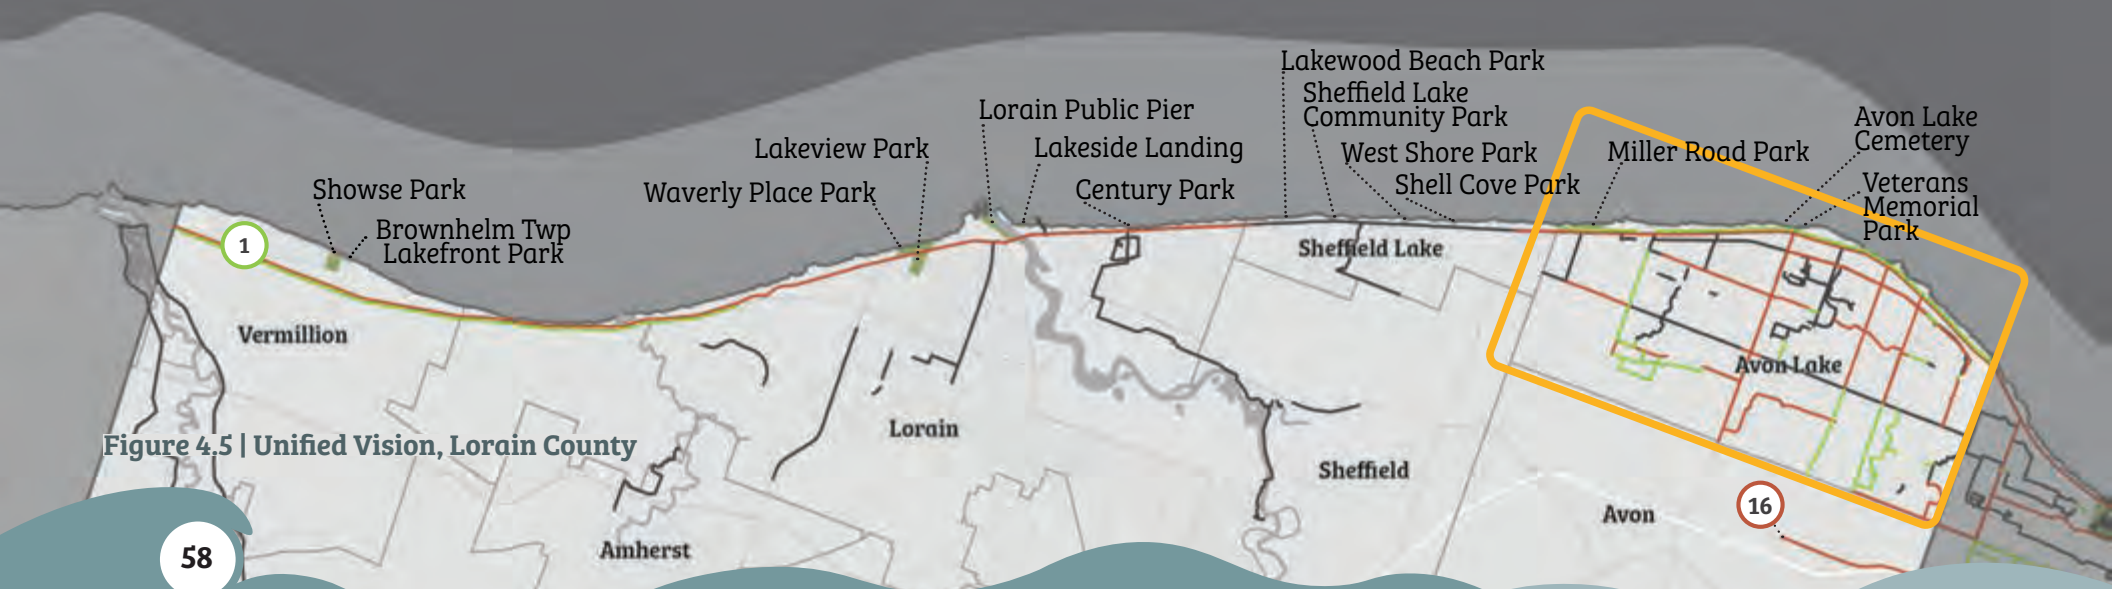 Lakewood Beach Park
Sheffield Lake
Community Park
Lorain Public Pier
Avon Lake
Cemetery
Lakeview Park
Lakeside Landing
West Shore Park
Miller Road Park
Showse Park
Waverly Place Park
Century Park
Shell Cove Park
Veterans
Memorial
Park
Brownhelm Twp
Lakefront Park
1
Sheffield Lake
Vermillion
Avon Lake
Lorain
Figure 4.5 | Unified Vision, Lorain County
Sheffield
16
Avon
Amherst
58